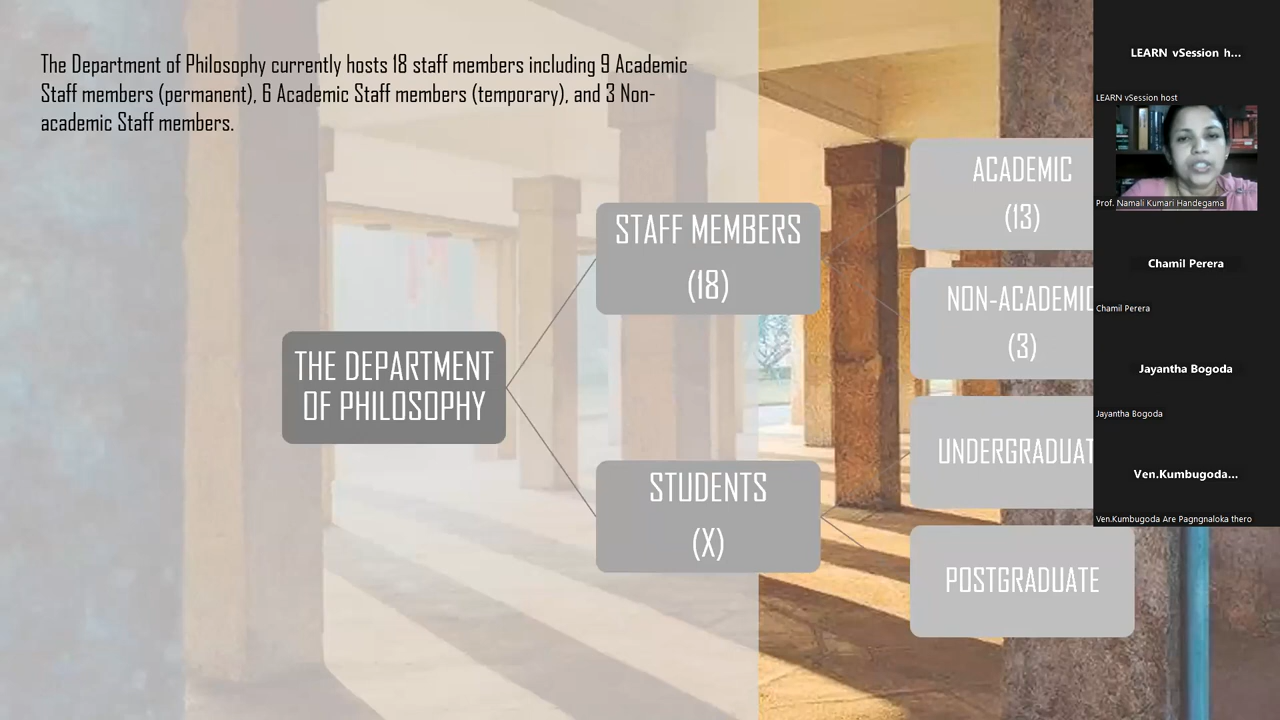 The Department of Philosophy currently hosts 18 staff members including 9 Academic
Staff members (permanent), 6 Academic Staff members (temporary), and 3 Non-
academic Staff members.
THE DEPARTMENT
OF PHILOSOPHY
STAFF MEMBERS
(18)
STUDENTS
(X)
ACADEMIC
(13)
NON-ACADEMIC
(3)
UNDERGRADUAT
POSTGRADUATE
LEARN vSession h...
LEARN vSession host
Prof. Namali Kumari Handegama
Chamil Perera
Chamil Perera
Jayantha Bogoda
Jayantha Bogoda
Ven.Kumbugoda...
Ven.Kumbugoda Are Pagngnaloka thero